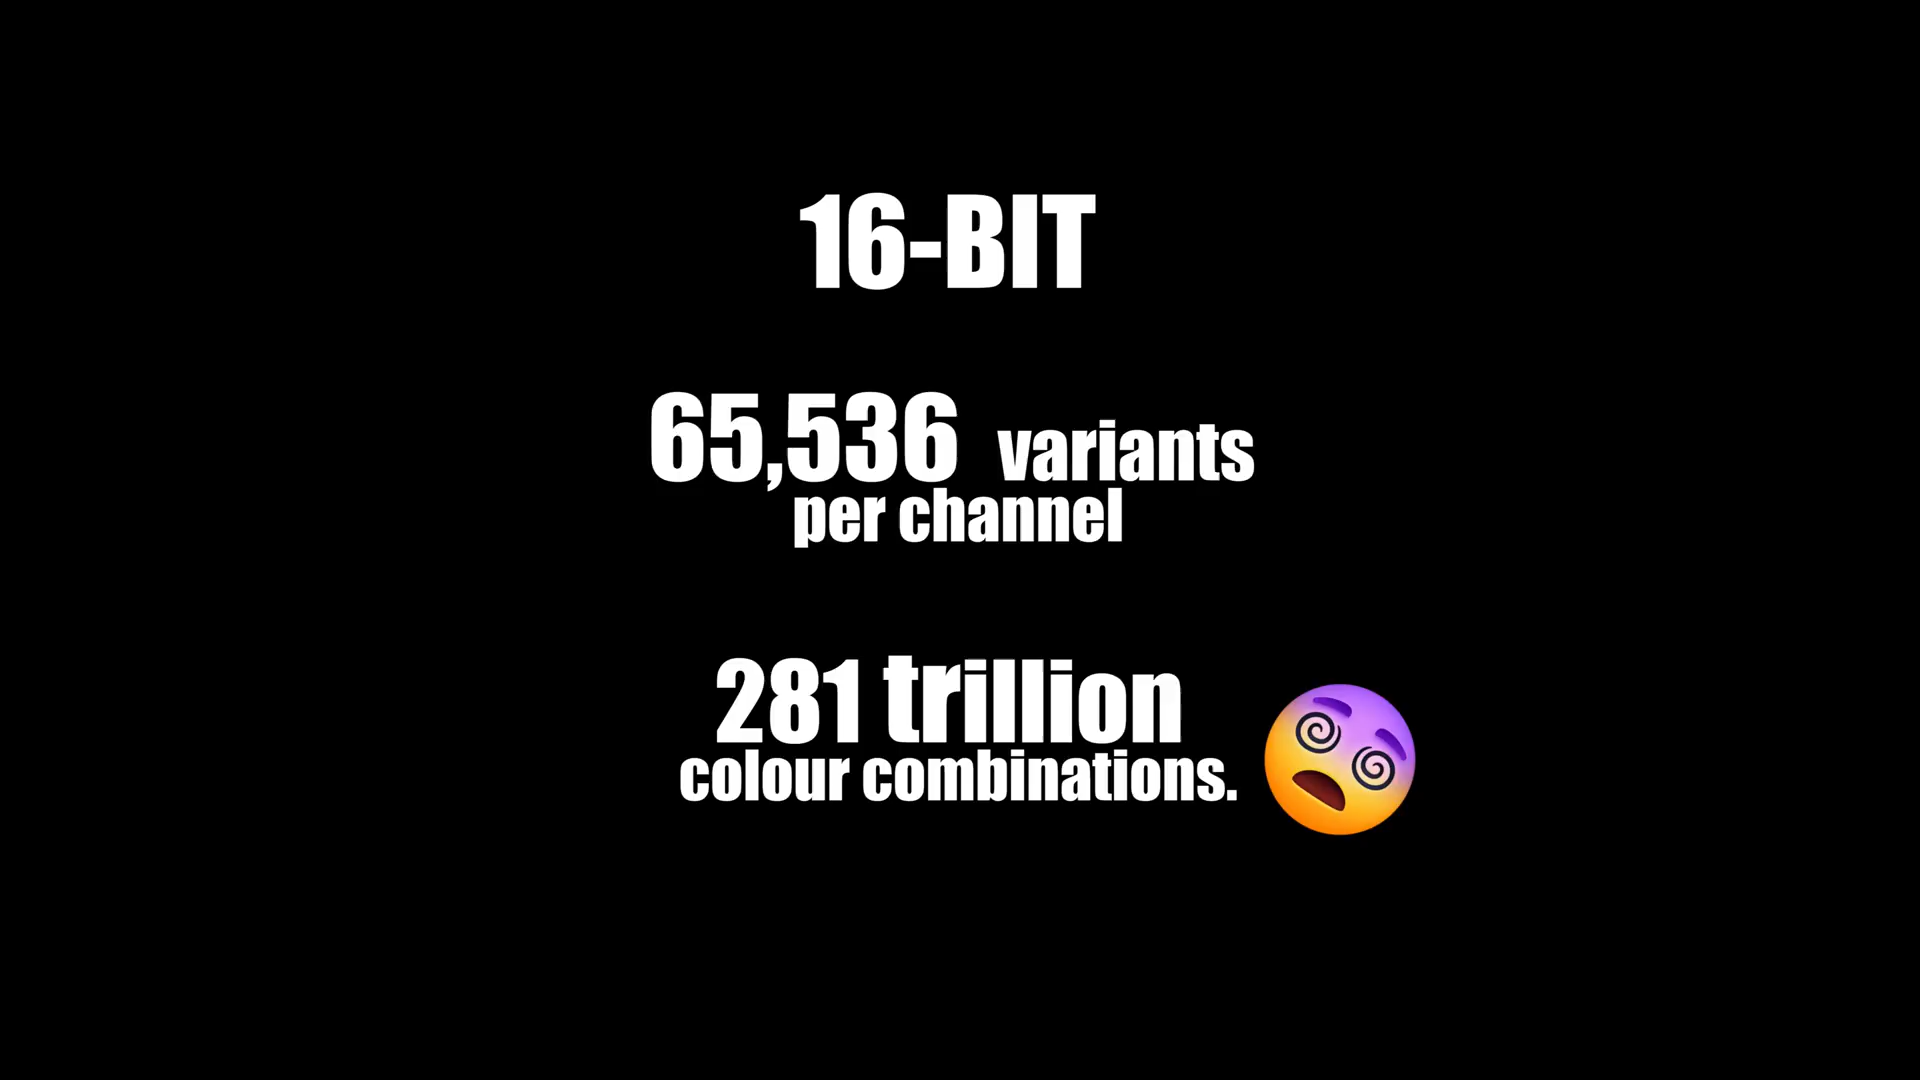 16-BIT
65,536 variants
per channel
281 trillion
colour combinations.